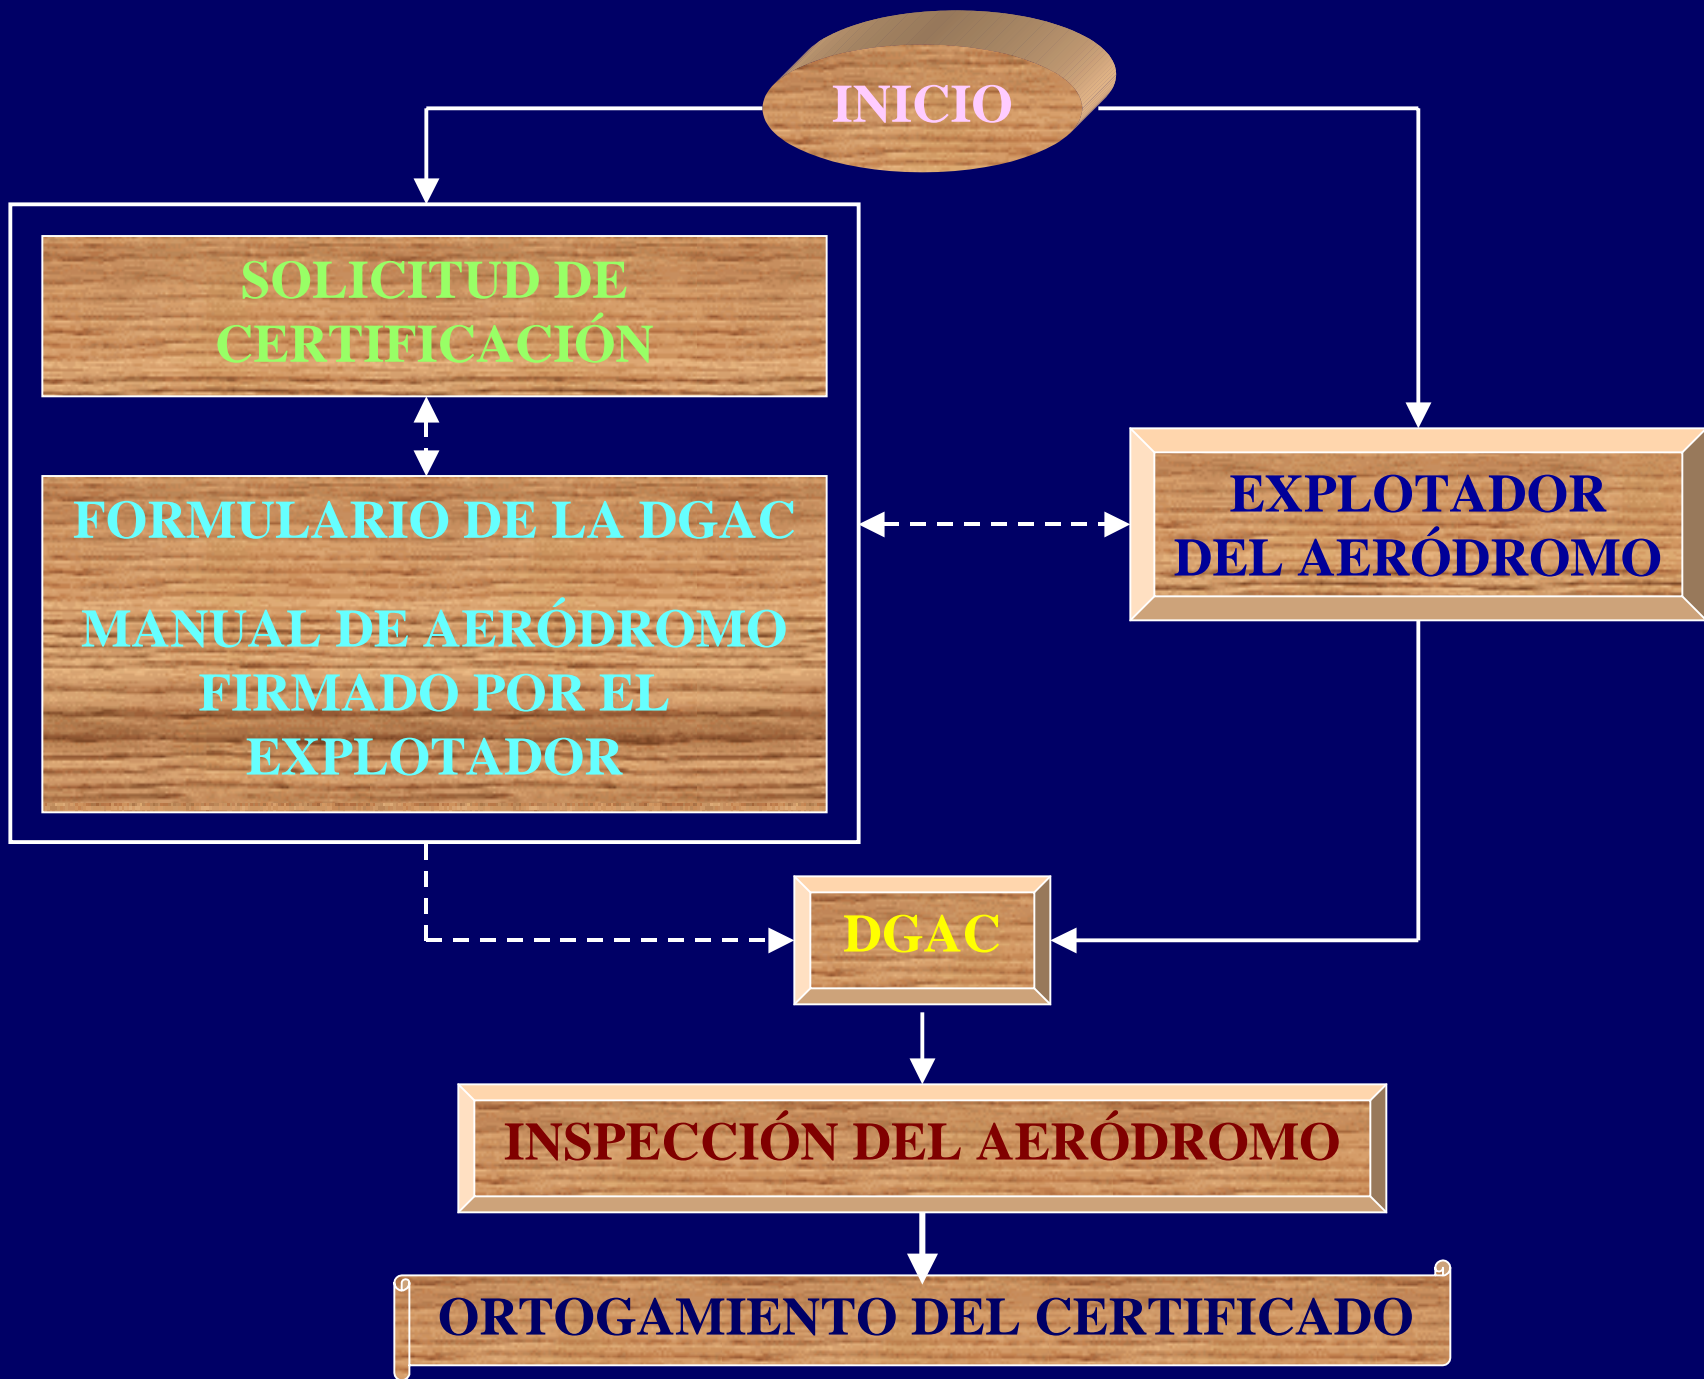 INICIO
SOLICITUD DE
CERTIFICACIÓN
FORMULARIO DE LA DGAC
MANUAL DE AERÓDROMO
FIRMADO POR EL
EXPLOTADOR
EXPLOTADOR
DEL AERÓDROMO
DGAC
INSPECCIÓN DEL AERÓDROMO
ORTOGAMIENTO DEL CERTIFICADO